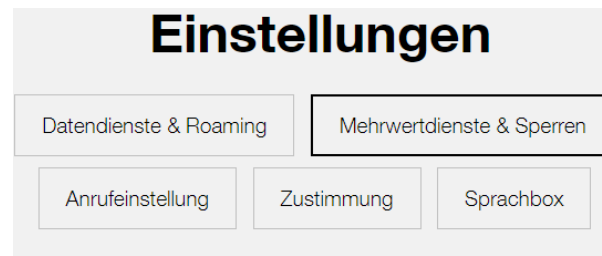 Einstellungen
Datendienste & Roaming Mehrwertdienste & Sperren
Anrufeinstellung Zustimmung Sprachbox